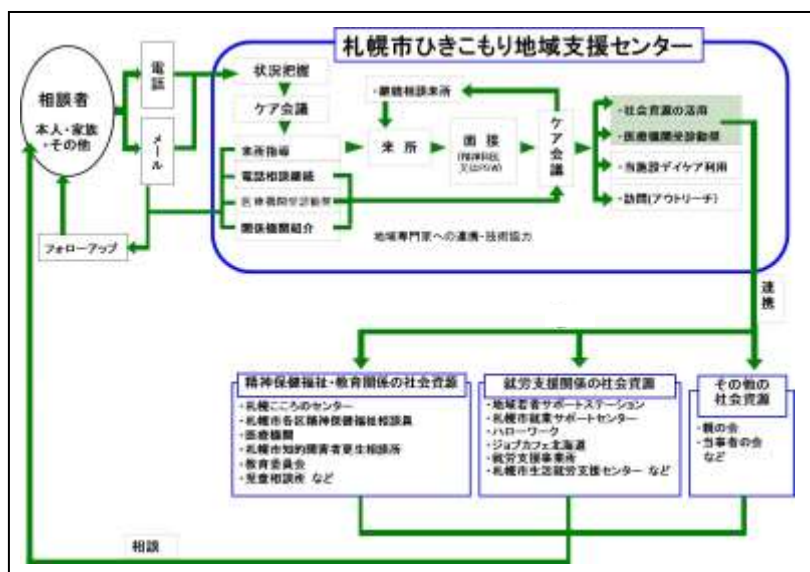 札幌市ひきこもり地域支援センター
相談者
本人・家族
・その他
電話
メール
フォローアップ
状況把握
ケア会議
来所指導
電話相談継続
医療機関受診勧奨
関係機関紹介
・継続相談来所
来所
面接
(精神科医
又はPSW)
ケア会議
・社会資源の活用
・医療機関受診勧奨
・当施設デイケア利用
・訪問(アウトリーチ)
地域専門家への連携・技術協力
連携
精神保健福祉・教育関係の社会資源
・札幌こころのセンター
・札幌市各区精神保健福祉相談員
・医療機関
・札幌市知的障害者更生相談所
・教育委員会
・児童相談所 など
就労支援関係の社会資源
・地域若者サポートステーション
・札幌市就業サポートセンター
・ハローワーク
・ジョブカフェ北海道
・就労支援事業所
・札幌市生活就労支援センター など
その他の
社会資源
・親の会
・当事者の会
など
相談